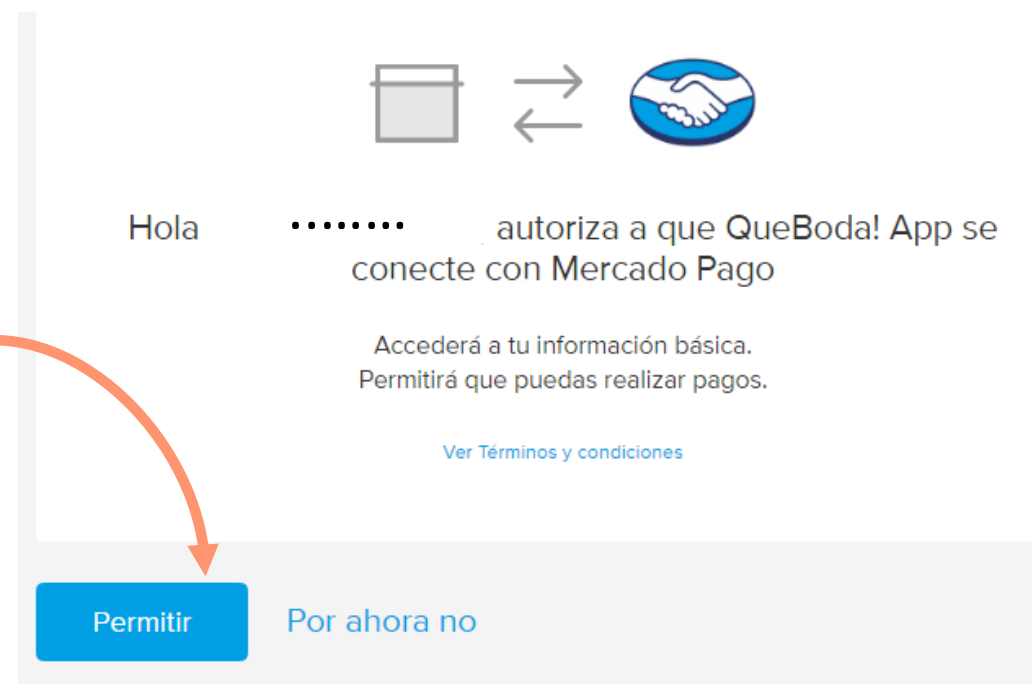 Hola ········ autoriza a que QueBoda! App se
conecte con Mercado Pago
Accederá a tu información básica.
Permitirá que puedas realizar pagos.
Ver Términos y condiciones
Permitir
Por ahora no